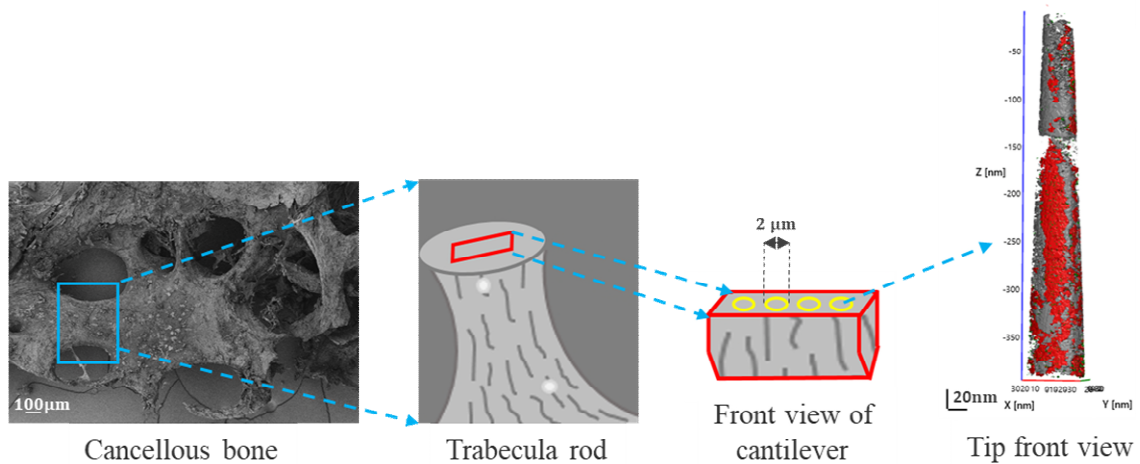 -50
-100
-150
Z [nm]
-200
-250
-300
-350
2 μm
100μm
X [nm]
Y [nm]
20nm
Cancellous bone
Trabecula rod
Front view of
cantilever
Tip front view